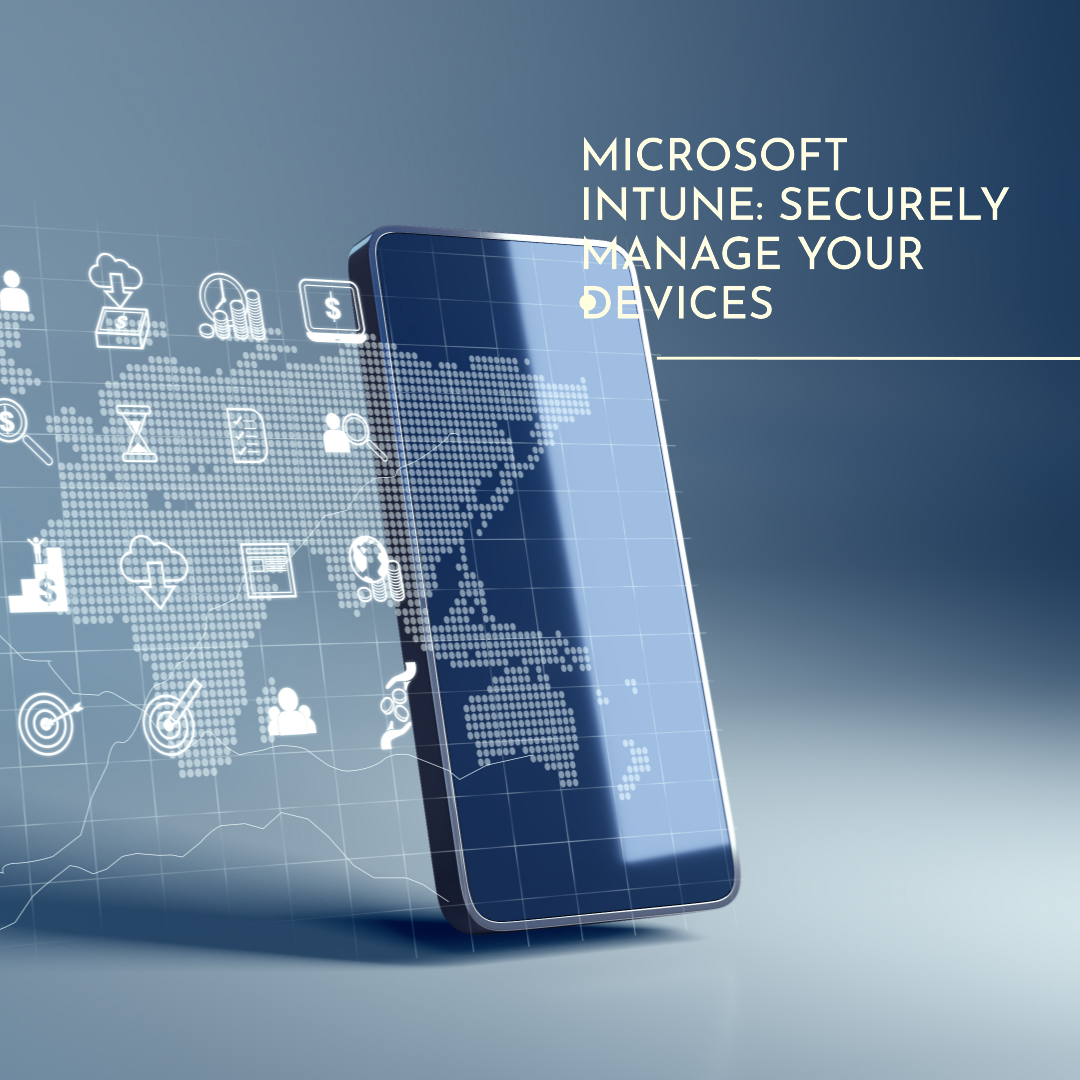 MICROSOFT
INTUNE: SECURELY
MANAGE YOUR
DEVICES
$
$
$
$